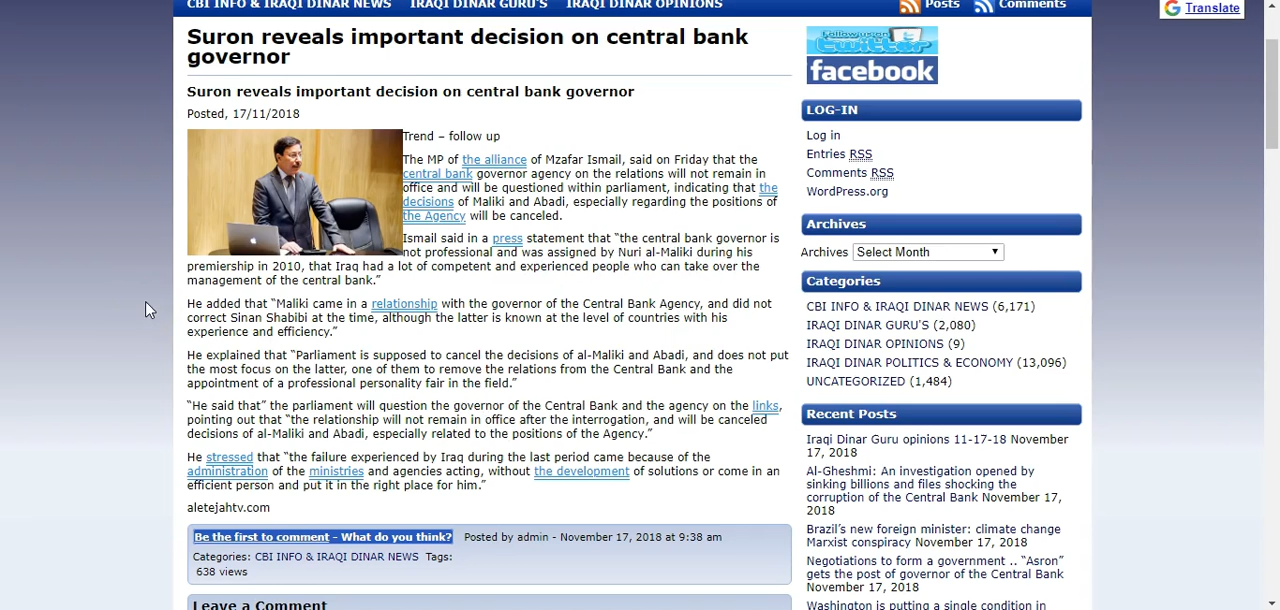 CBI INFO & IRAQI DINAR NEWS IRAQI DINAR GURU'S IRAQI DINAR OPINIONS
Posts Comments
Translate
Suron reveals important decision on central bank
governor
Suron reveals important decision on central bank governor
Posted, 17/11/2018
Trend – follow up
The MP of the alliance of Mzafar Ismail, said on Friday that the
central bank governor agency on the relations will not remain in
office and will be questioned within parliament, indicating that the
decisions of Maliki and Abadi, especially regarding the positions of
the Agency will be canceled.
Ismail said in a press statement that “the central bank governor is
not professional and was assigned by Nuri al-Maliki during his
premiership in 2010, that Iraq had a lot of competent and experienced people who can take over the
management of the central bank.”
He added that “Maliki came in a relationship with the governor of the Central Bank Agency, and did not
correct Sinan Shabibi at the time, although the latter is known at the level of countries with his
experience and efficiency.”
He explained that “Parliament is supposed to cancel the decisions of al-Maliki and Abadi, and does not put
the most focus on the latter, one of them to remove the relations from the Central Bank and the
appointment of a professional personality fair in the field.”
“He said that” the parliament will question the governor of the Central Bank and the agency on the links,
pointing out that “the relationship will not remain in office after the interrogation, and will be canceled
decisions of al-Maliki and Abadi, especially related to the positions of the Agency.”
He stressed that “the failure experienced by Iraq during the last period came because of the
administration of the ministries and agencies acting, without the development of solutions or come in an
efficient person and put it in the right place for him.”
aletejahtv.com
Be the first to comment - What do you think? Posted by admin - November 17, 2018 at 9:38 am
Categories: CBI INFO & IRAQI DINAR NEWS Tags:
638 views
Leave a Comment
Follow us on
twitter
facebook
LOG-IN
Log in
Entries RSS
Comments RSS
WordPress.org
Archives
Archives Select Month
Categories
CBI INFO & IRAQI DINAR NEWS (6,171)
IRAQI DINAR GURU'S (2,080)
IRAQI DINAR OPINIONS (9)
IRAQI DINAR POLITICS & ECONOMY (13,096)
UNCATEGORIZED (1,484)
Recent Posts
Iraqi Dinar Guru opinions 11-17-18 November
17, 2018
Al-Gheshmi: An investigation opened by
sinking billions and files shocking the
corruption of the Central Bank November 17,
2018
Brazil’s new foreign minister: climate change
Marxist conspiracy November 17, 2018
Negotiations to form a government .. “Asron”
gets the post of governor of the Central Bank
November 17, 2018
Washington is putting a single condition in